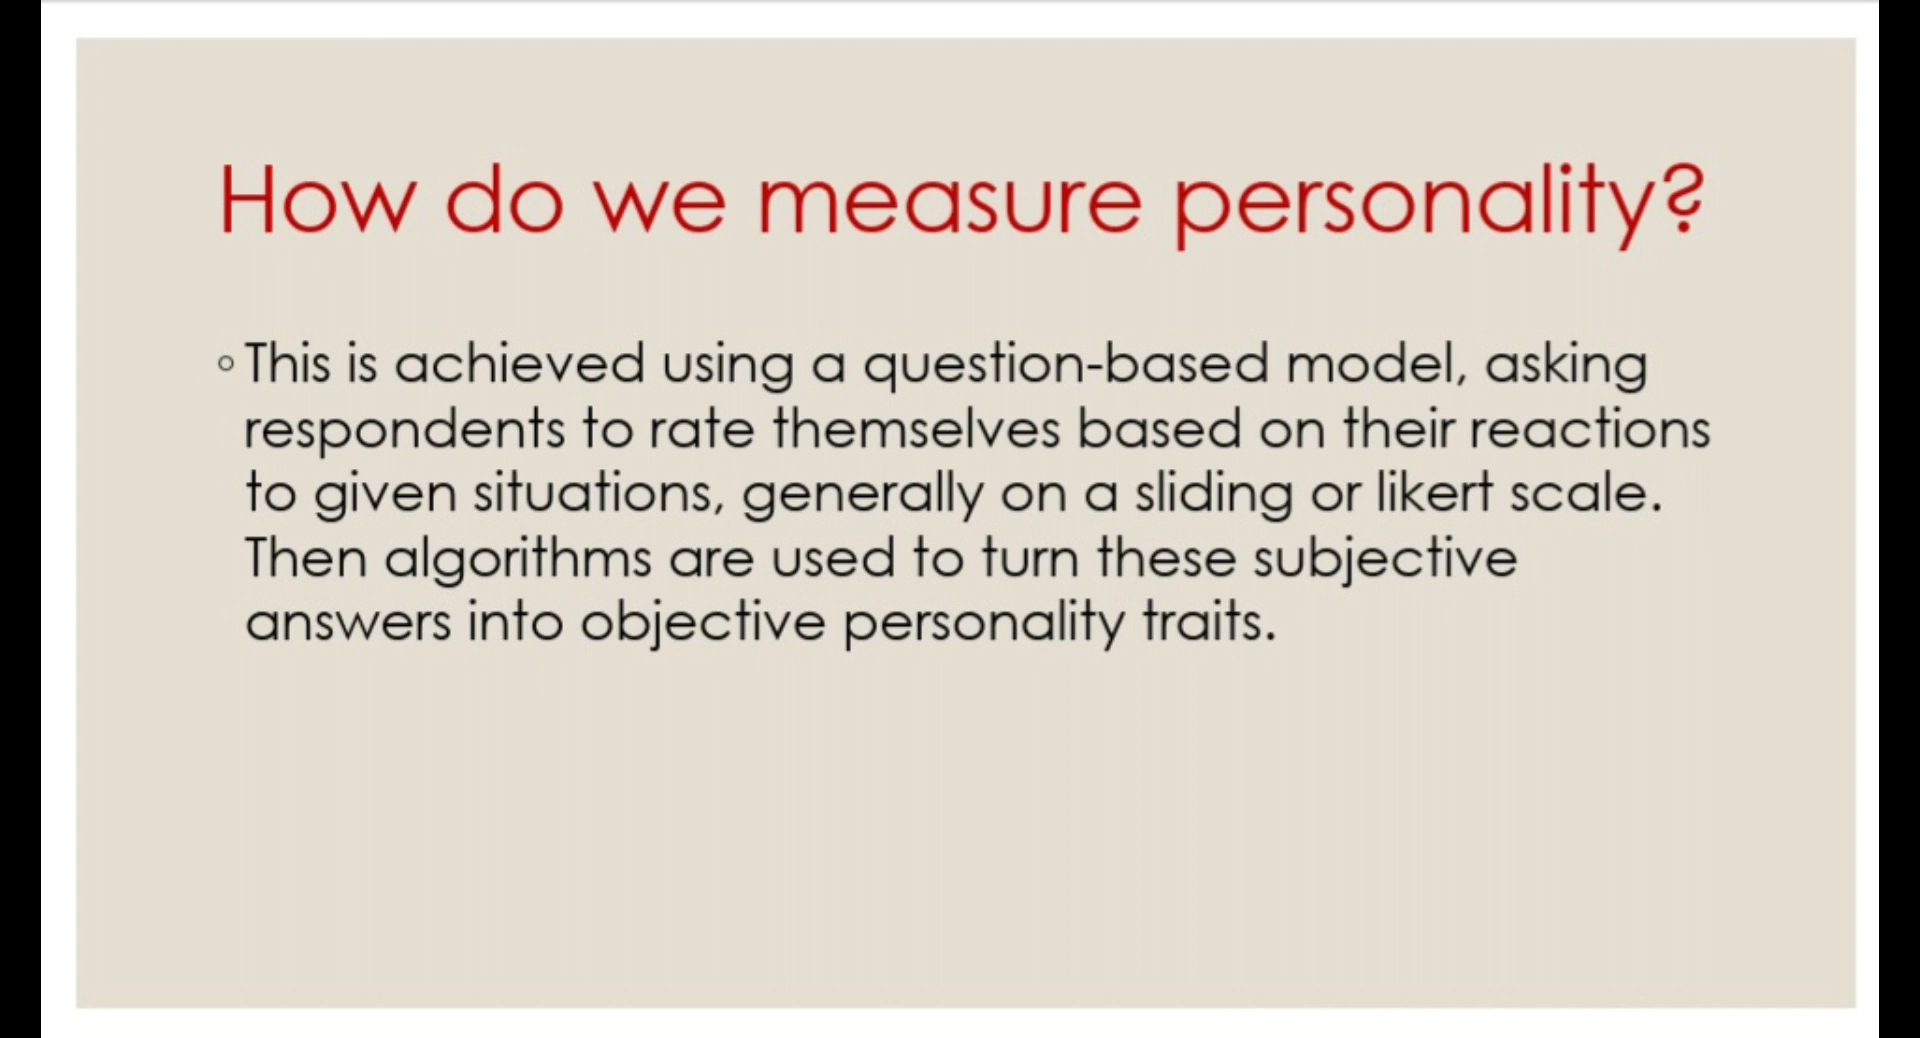 How do we measure personality?
◦ This is achieved using a question-based model, asking
respondents to rate themselves based on their reactions
to given situations, generally on a sliding or likert scale.
Then algorithms are used to turn these subjective
answers into objective personality traits.